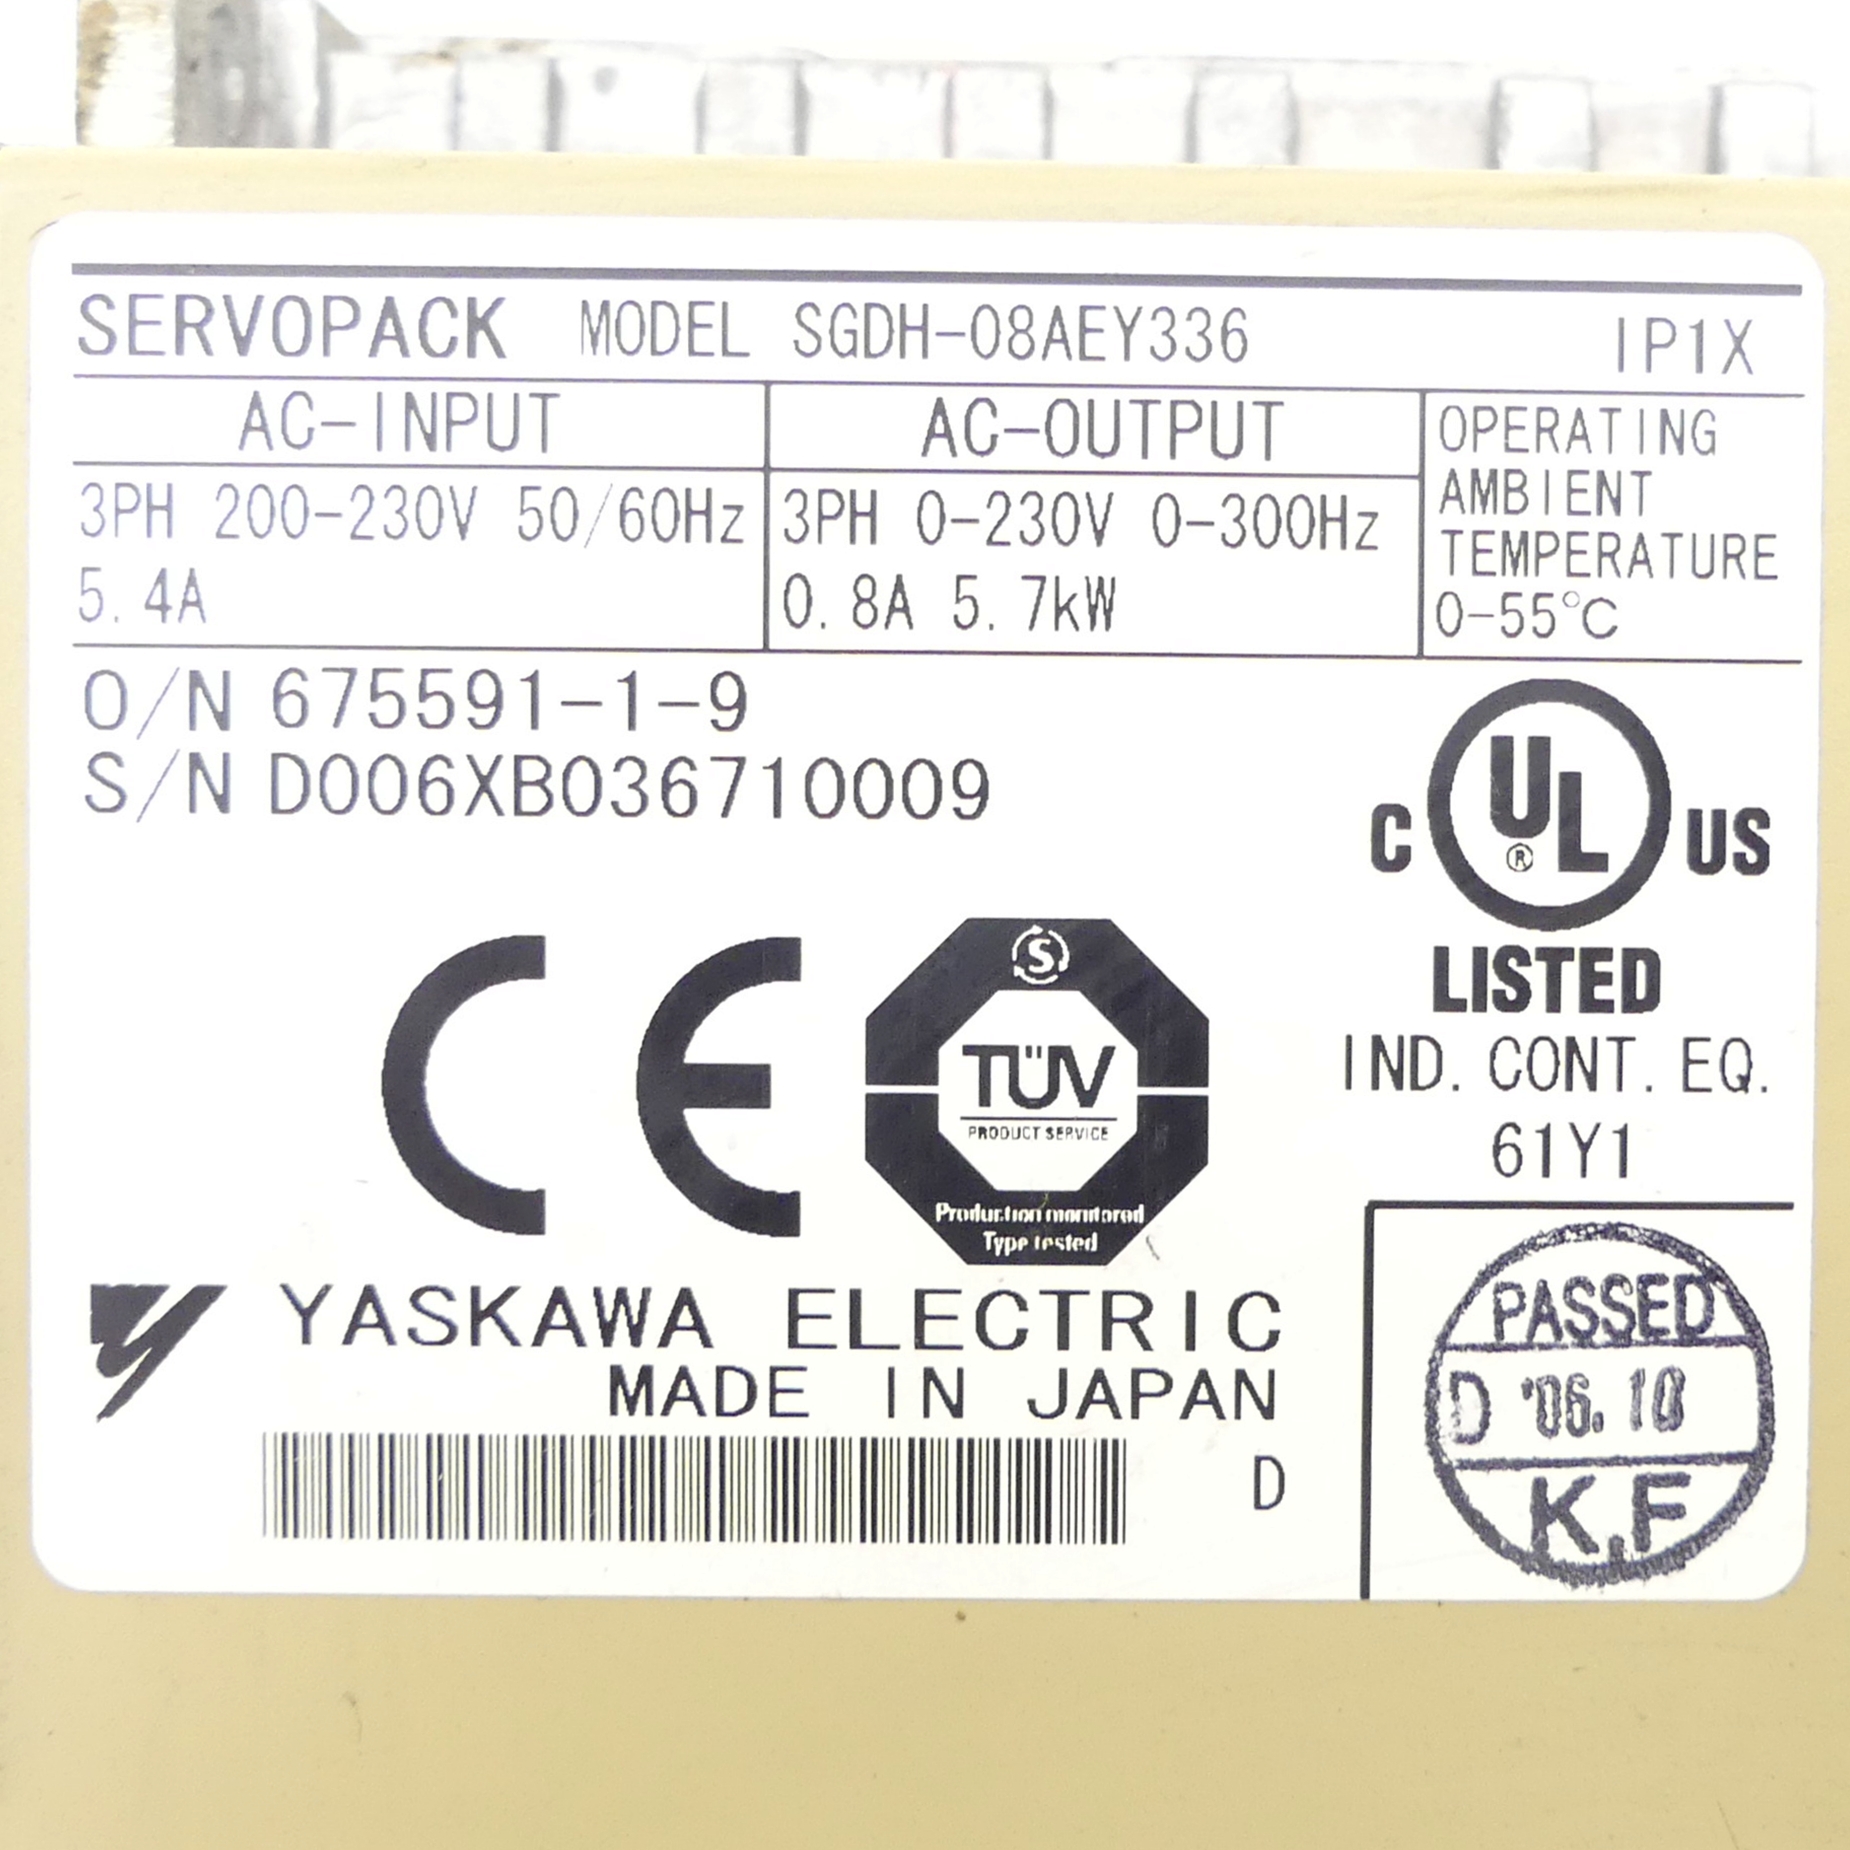 SERVOPACK MODEL SGDH-08AEY336 IP1X
AC-INPUT
3PH 200-230V 50/60Hz
5.4A
AC-OUTPUT
3PH 0-230V 0-300Hz
0.8A 5.7kW
OPERATING
AMBIENT
TEMPERATURE
0-55°C
O/N 675591-1-9
S/N D006XB036710009
C UL® US
LISTED
IND. CONT. EQ.
61Y1
CE
S
TÜV
PRODUCT SERVICE
Production monitored
Type tested
YASKAWA ELECTRIC
MADE IN JAPAN
D
PASSED
D '06.10
K.F